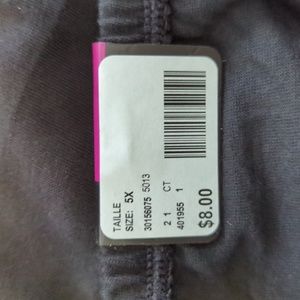 TAILLE
SIZE: 5X
30156075 5013
2 1 CT
401955 1
$8.00